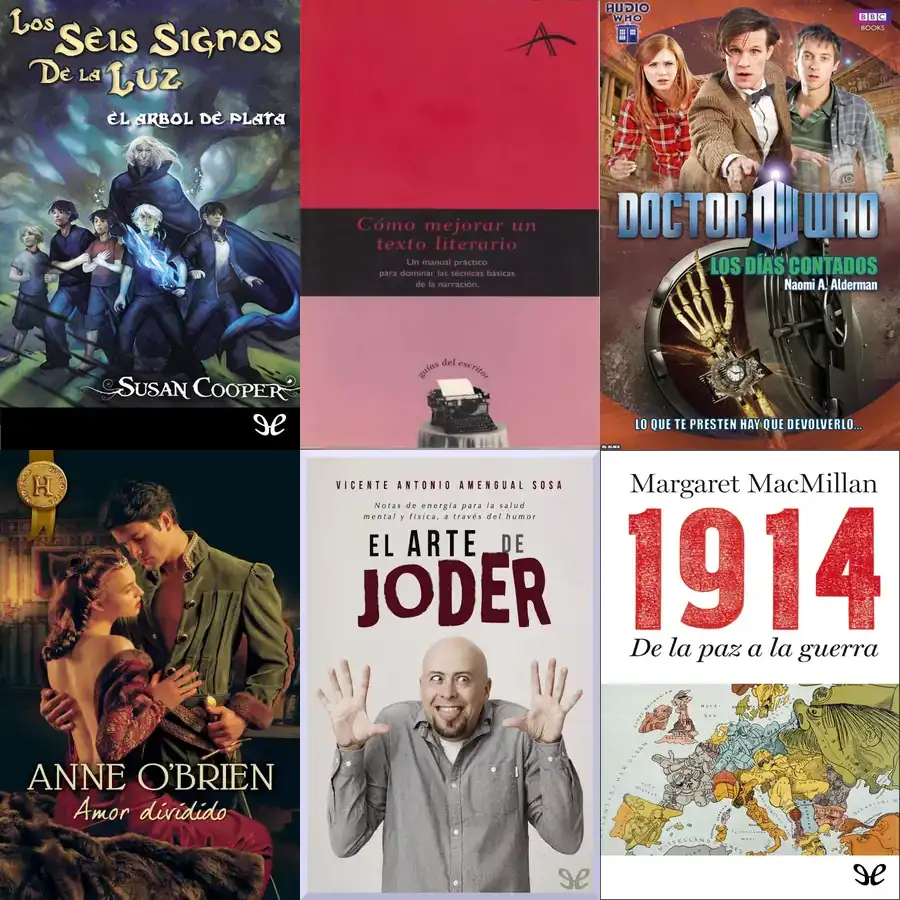 Los
Seis Signos
De la Luz
EL ARBOL DE PLATA
SUSAN COOPER
Cómo mejorar un
texto literario
Un manual práctico
para dominar las técnicas básicas
de la narración.
guías del escritor
AUDIO
WHO
BBC
BOOKS
DOCTOR WHO
LOS DÍAS CONTADOS
Naomi A. Alderman
LO QUE TE PRESTEN HAY QUE DEVOLVERLO...
H
ANNE O'BRIEN
Amor dividido
VICENTE ANTONIO AMENGUAL SOSA
Notas de energía para la salud
mental y física, a través del humor
EL ARTE DE
JODER
Margaret MacMillan
1914
De la paz a la guerra